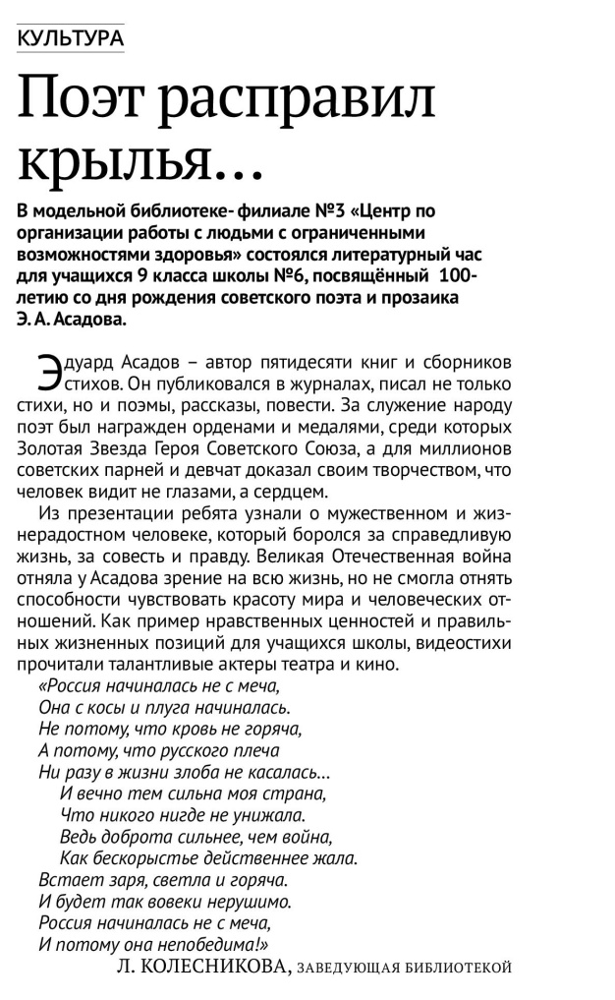 КУЛЬТУРА
Поэт расправил
крылья...
В модельной библиотеке- филиале №3 «Центр по
организации работы с людьми с ограниченными
возможностями здоровья» состоялся литературный час
для учащихся 9 класса школы №6, посвящённый 100-
летию со дня рождения советского поэта и прозаика
Э. А. Асадова.
Эдуард Асадов – автор пятидесяти книг и сборников
стихов. Он публиковался в журналах, писал не только
стихи, но и поэмы, рассказы, повести. За служение народу
поэт был награжден орденами и медалями, среди которых
Золотая Звезда Героя Советского Союза, а для миллионов
советских парней и девчат доказал своим творчеством, что
человек видит не глазами, а сердцем.
Из презентации ребята узнали о мужественном и жиз-
нерадостном человеке, который боролся за справедливую
жизнь, за совесть и правду. Великая Отечественная война
отняла у Асадова зрение на всю жизнь, но не смогла отнять
способности чувствовать красоту мира и человеческих от-
ношений. Как пример нравственных ценностей и правиль-
ных жизненных позиций для учащихся школы, видеостихи
прочитали талантливые актеры театра и кино.
«Россия начиналась не с меча,
Она с косы и плуга начиналась.
Не потому, что кровь не горяча,
А потому, что русского плеча
Ни разу в жизни злоба не касалась...
И вечно тем сильна моя страна,
Что никого нигде не унижала.
Ведь доброта сильнее, чем война,
Как бескорыстье действеннее жала.
Встает заря, светла и горяча.
И будет так вовеки нерушимо.
Россия начиналась не с меча,
И потому она непобедима!»
Л. КОЛЕСНИКОВА, ЗАВЕДУЮЩАЯ БИБЛИОТЕКОЙ